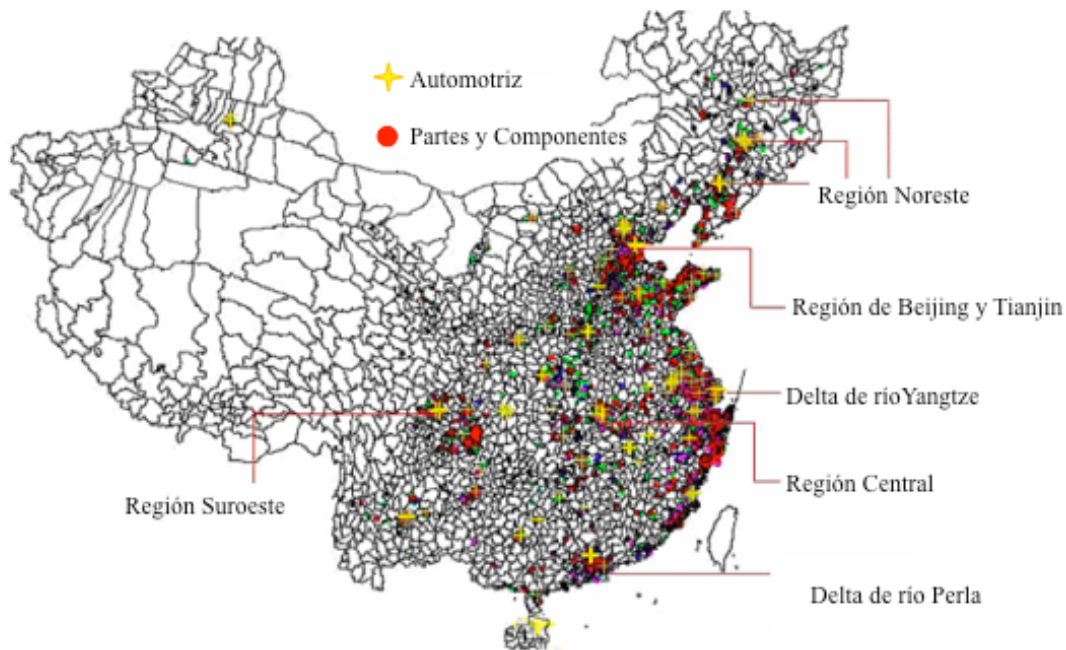 Automotriz
Partes y Componentes
Región Noreste
Región de Beijing y Tianjin
Delta de ríoYangtze
Región Central
Región Suroeste
Delta de río Perla